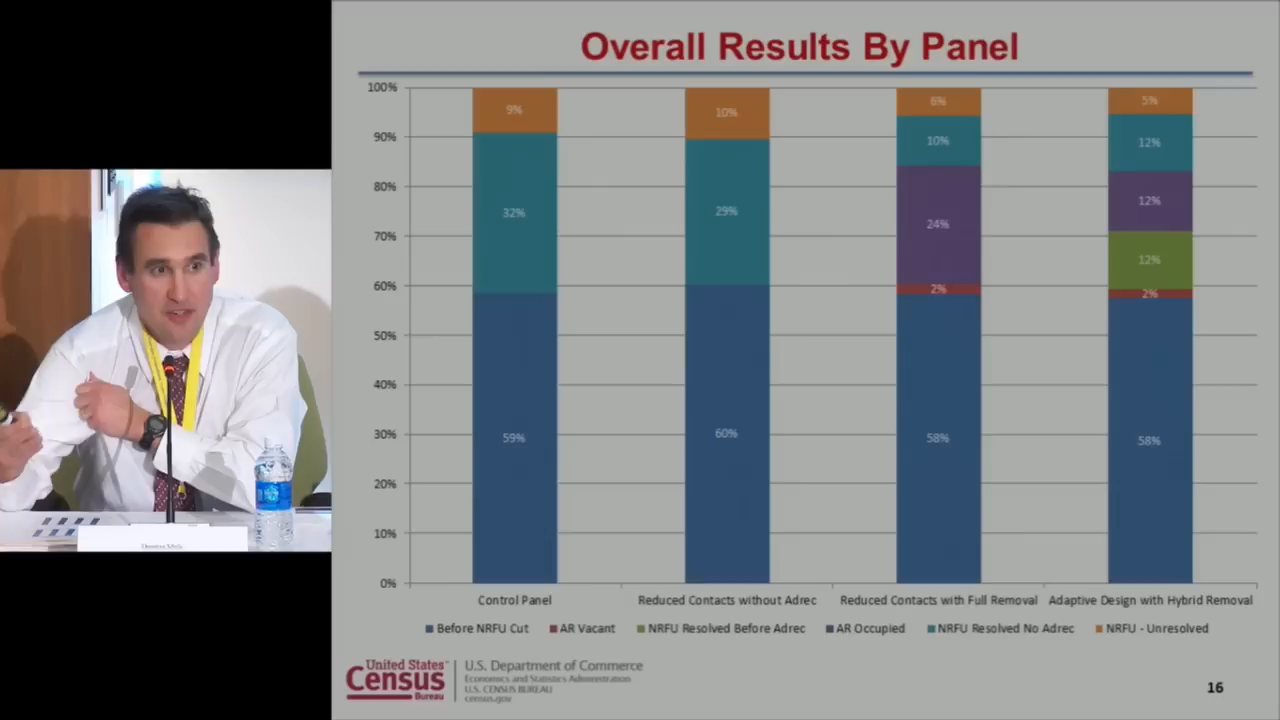 Overall Results By Panel
100%
90%
80%
70%
60%
50%
40%
30%
20%
10%
0%
9%
32%
59%
10%
29%
60%
6%
10%
24%
2%
58%
5%
12%
12%
12%
2%
58%
Control Panel
Reduced Contacts without Adrec
Reduced Contacts with Full Removal
Adaptive Design with Hybrid Removal
Before NRFU Cut
AR Vacant
NRFU Resolved Before Adrec
AR Occupied
NRFU Resolved No Adrec
NRFU - Unresolved
United States
Census
Bureau
U.S. Department of Commerce
Economics and Statistics Administration
U.S. CENSUS BUREAU
census.gov
16